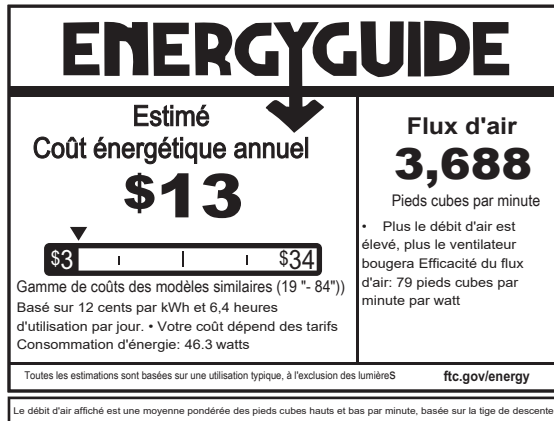 ENERGYGUIDE
Estimé
Coût énergétique annuel
$13
$3
$34
Gamme de coûts des modèles similaires (19 "- 84"))
Basé sur 12 cents par kWh et 6,4 heures
d'utilisation par jour. • Votre coût dépend des tarifs
Consommation d'énergie: 46.3 watts
Flux d'air
3,688
Pieds cubes par minute
• Plus le débit d'air est
élevé, plus le ventilateur
bougera Efficacité du flux
d'air: 79 pieds cubes par
minute par watt
Toutes les estimations sont basées sur une utilisation typique, à l'exclusion des lumièreS
ftc.gov/energy
Le débit d'air affiché est une moyenne pondérée des pieds cubes hauts et bas par minute, basée sur la tige de descente